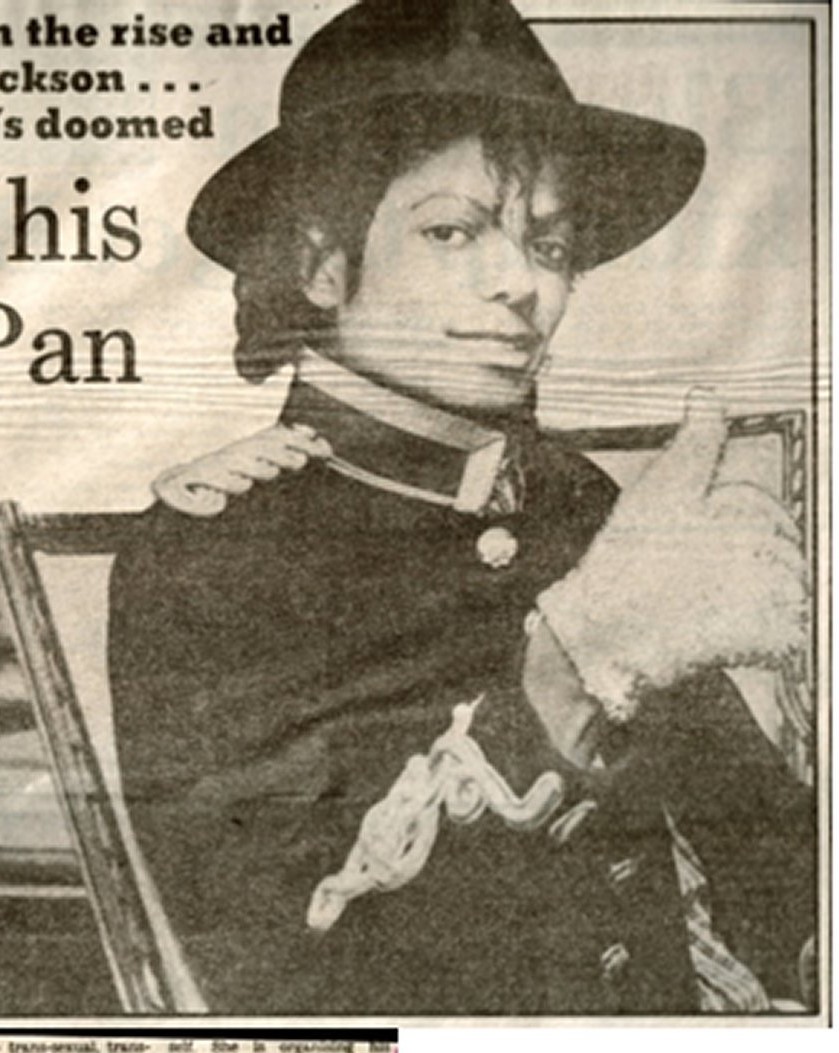 n the rise and
ckson . . .
's doomed
his
Pan
trans-sexual, trans- self. She is organising his